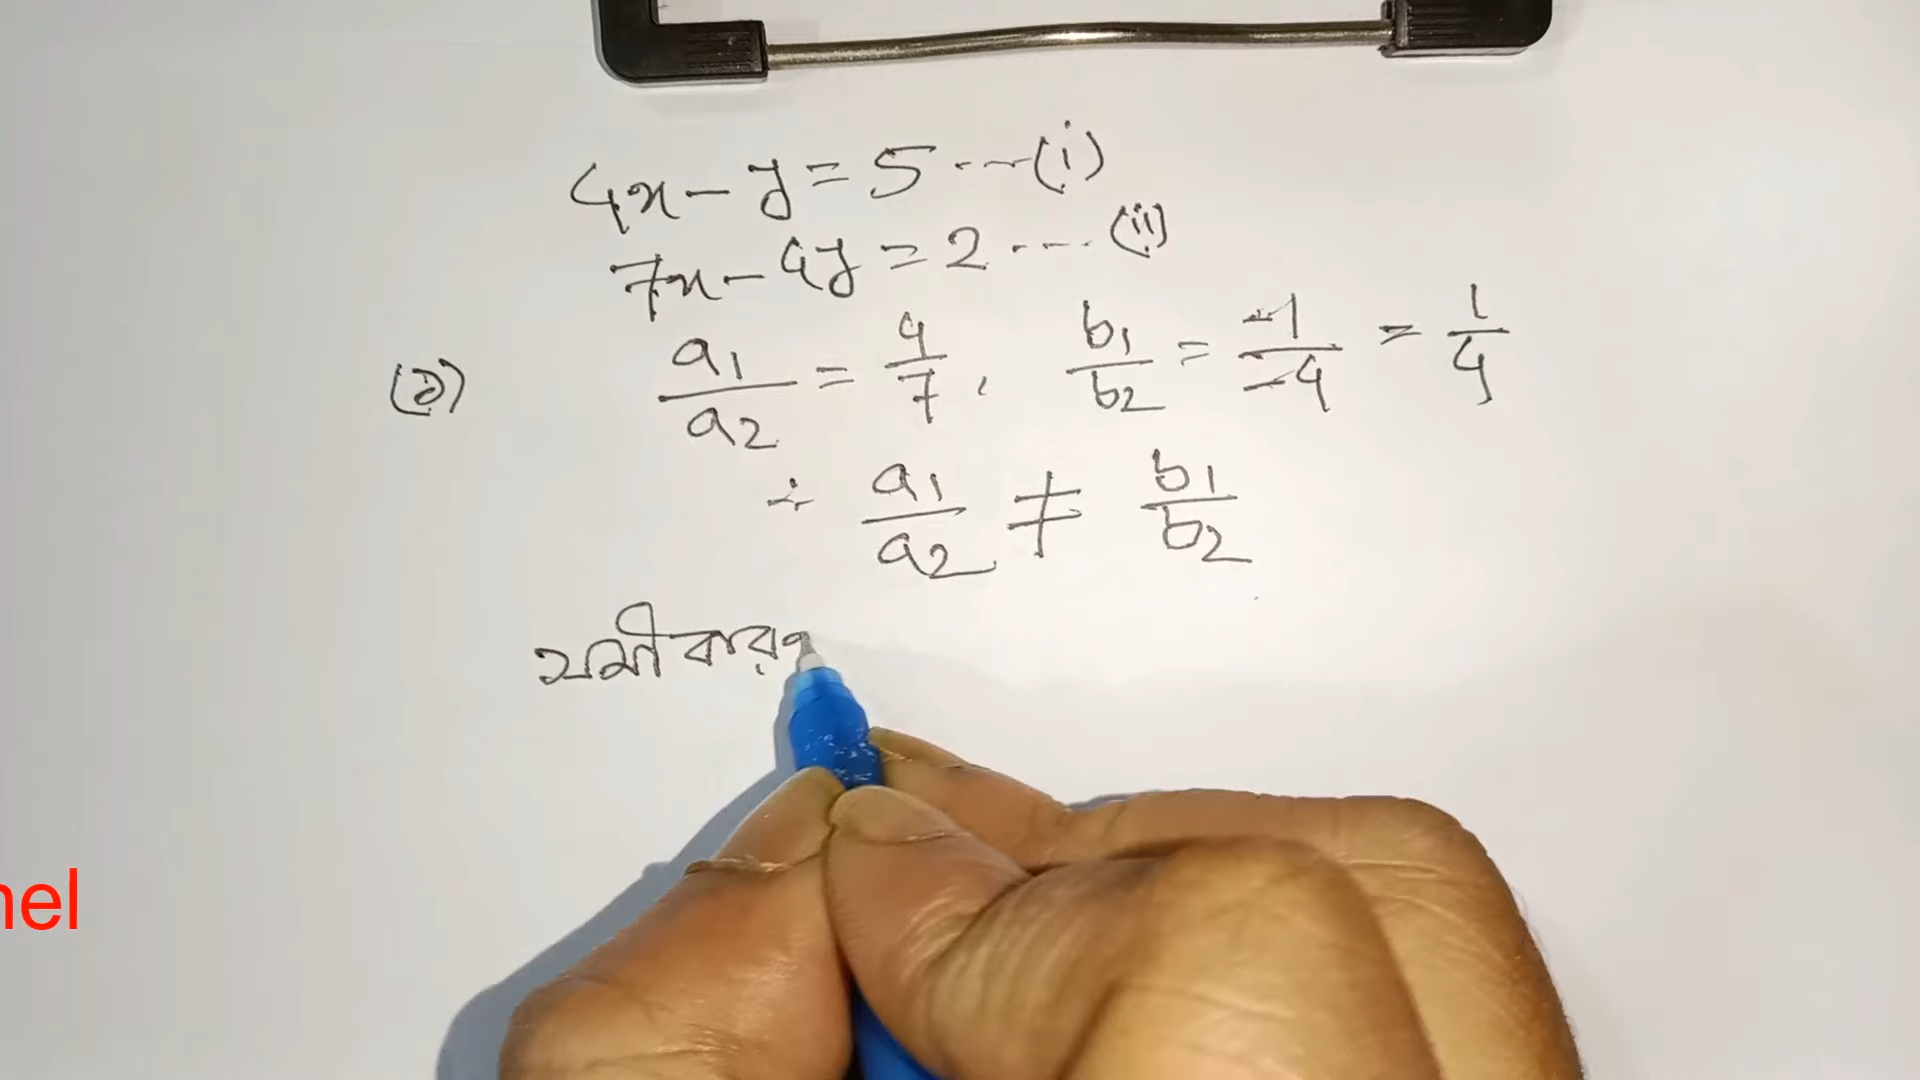 4x - y = 5 ---- (i)
7x - 4y = 2 ---- (ii)
(১) a₁/a₂ = 4/7, b₁/b₂ = -1/-4 = 1/4
∴ a₁/a₂ ≠ b₁/b₂
সমীকরণ
nel